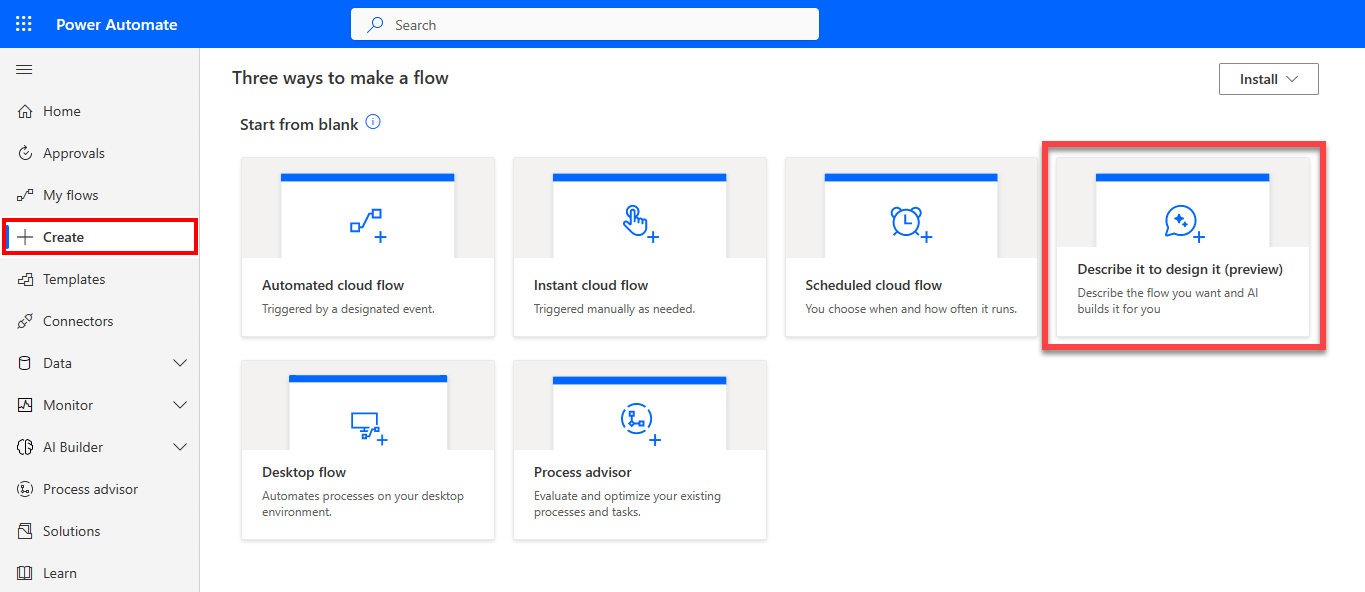 Power Automate
Search
Home
Approvals
My flows
Create
Templates
Connectors
Data
Monitor
AI Builder
Process advisor
Solutions
Learn
Three ways to make a flow
Install
Start from blank
Automated cloud flow
Triggered by a designated event.
Instant cloud flow
Triggered manually as needed.
Scheduled cloud flow
You choose when and how often it runs.
Describe it to design it (preview)
Describe the flow you want and AI
builds it for you
Desktop flow
Automates processes on your desktop
environment.
Process advisor
Evaluate and optimize your existing
processes and tasks.